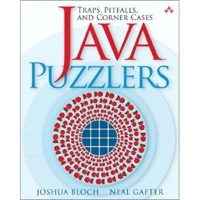 TRAPS, PITFALLS,
AND CORNER CASES
JAVA
PUZZLERS
JOSHUA BLOCH NEAL GAFTER